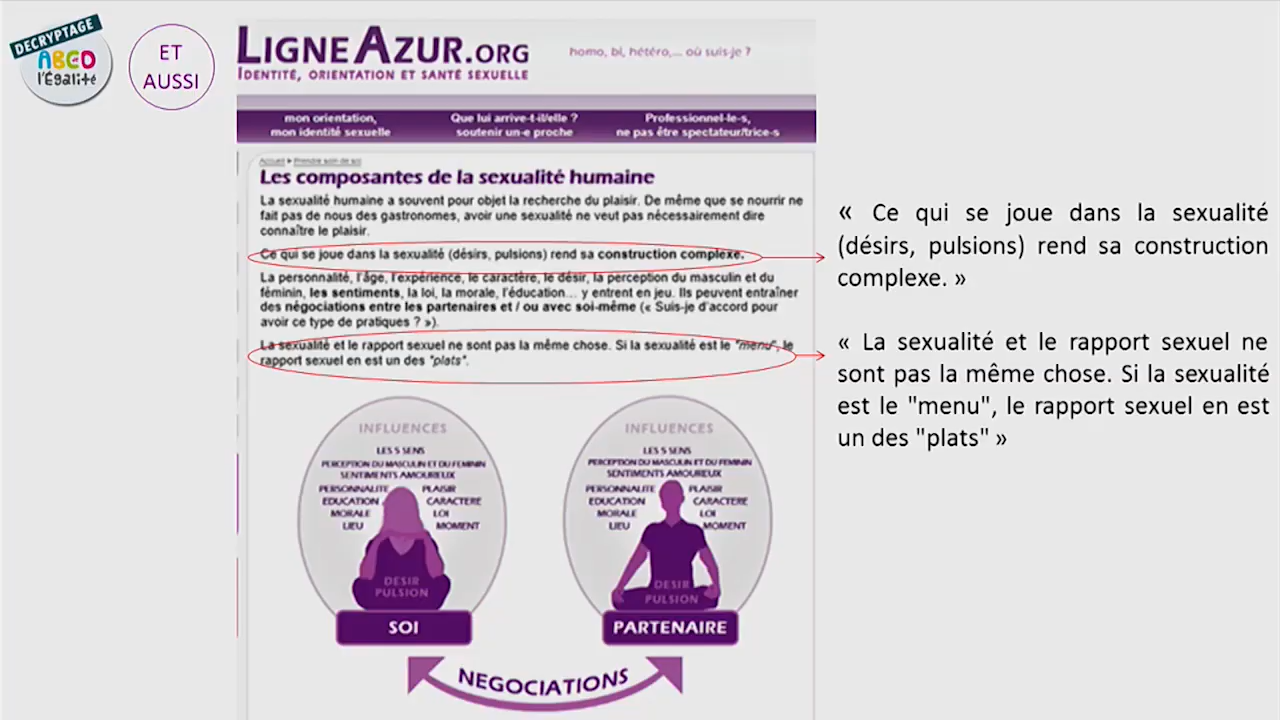 DECRYPTAGE
ABCD
l'Égalité
ET
AUSSI
LIGNEAZUR.ORG
homo, bi, hétéro,... où suis-je ?
IDENTITÉ, ORIENTATION ET SANTÉ SEXUELLE
mon orientation,
mon identité sexuelle
Que lui arrive-t-il/elle ?
soutenir un-e proche
Professionnel-le-s,
ne pas être spectateur/trice-s
Accueil ▸ Prendre soin de soi
Les composantes de la sexualité humaine
La sexualité humaine a souvent pour objet la recherche du plaisir. De même que se nourrir ne
fait pas de nous des gastronomes, avoir une sexualité ne veut pas nécessairement dire
connaître le plaisir.
Ce qui se joue dans la sexualité (désirs, pulsions) rend sa construction complexe.
La personnalité, l'âge, l'expérience, le caractère, le désir, la perception du masculin et du
féminin, les sentiments, la loi, la morale, l'éducation... y entrent en jeu. Ils peuvent entraîner
des négociations entre les partenaires et / ou avec soi-même (« Suis-je d'accord pour
avoir ce type de pratiques ? »).
La sexualité et le rapport sexuel ne sont pas la même chose. Si la sexualité est le "menu", le
rapport sexuel en est un des "plats".
« Ce qui se joue dans la sexualité
(désirs, pulsions) rend sa construction
complexe. »
« La sexualité et le rapport sexuel ne
sont pas la même chose. Si la sexualité
est le "menu", le rapport sexuel en est
un des "plats" »
INFLUENCES
LES 5 SENS
PERCEPTION DU MASCULIN ET DU FEMININ
SENTIMENTS AMOUREUX
PERSONNALITE PLAISIR
EDUCATION CARACTERE
MORALE LOI
LIEU MOMENT
DESIR
PULSION
SOI
INFLUENCES
LES 5 SENS
PERCEPTION DU MASCULIN ET DU FEMININ
SENTIMENTS AMOUREUX
PERSONNALITE PLAISIR
EDUCATION CARACTERE
MORALE LOI
LIEU MOMENT
DESIR
PULSION
PARTENAIRE
NEGOCIATIONS